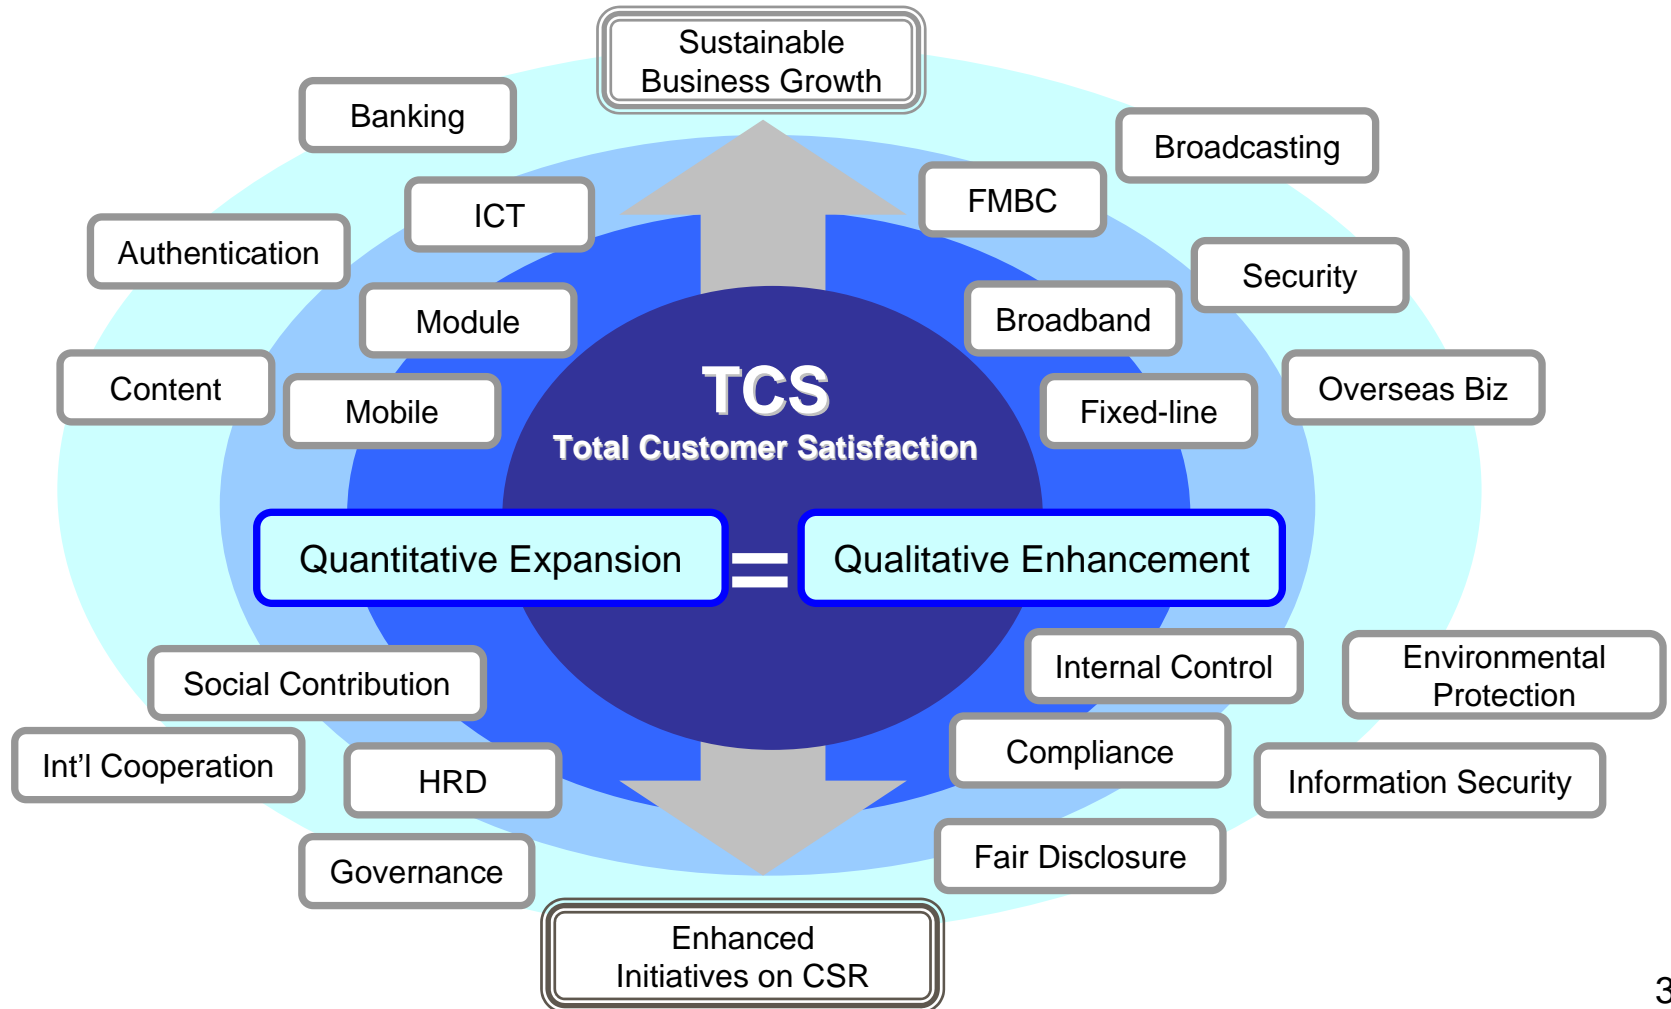 Sustainable
Business Growth
Banking
Broadcasting
ICT
FMBC
Authentication
Security
Module
Broadband
Content
Mobile
TCS
Total Customer Satisfaction
Fixed-line
Overseas Biz
Quantitative Expansion
=
Qualitative Enhancement
Social Contribution
Internal Control
Environmental
Protection
Int'l Cooperation
HRD
Compliance
Information Security
Governance
Fair Disclosure
Enhanced
Initiatives on CSR
3